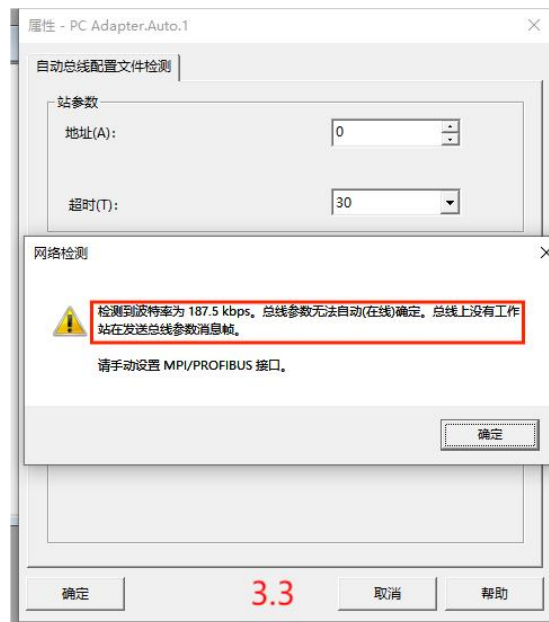 属性 - PC Adapter.Auto.1
自动总线配置文件检测
站参数
地址(A):
0
超时(T):
30
网络检测
检测到波特率为 187.5 kbps。总线参数无法自动(在线)确定。总线上没有工作
站在发送总线参数消息帧。
请手动设置 MPI/PROFIBUS 接口。
确定
确定
3.3
取消
帮助